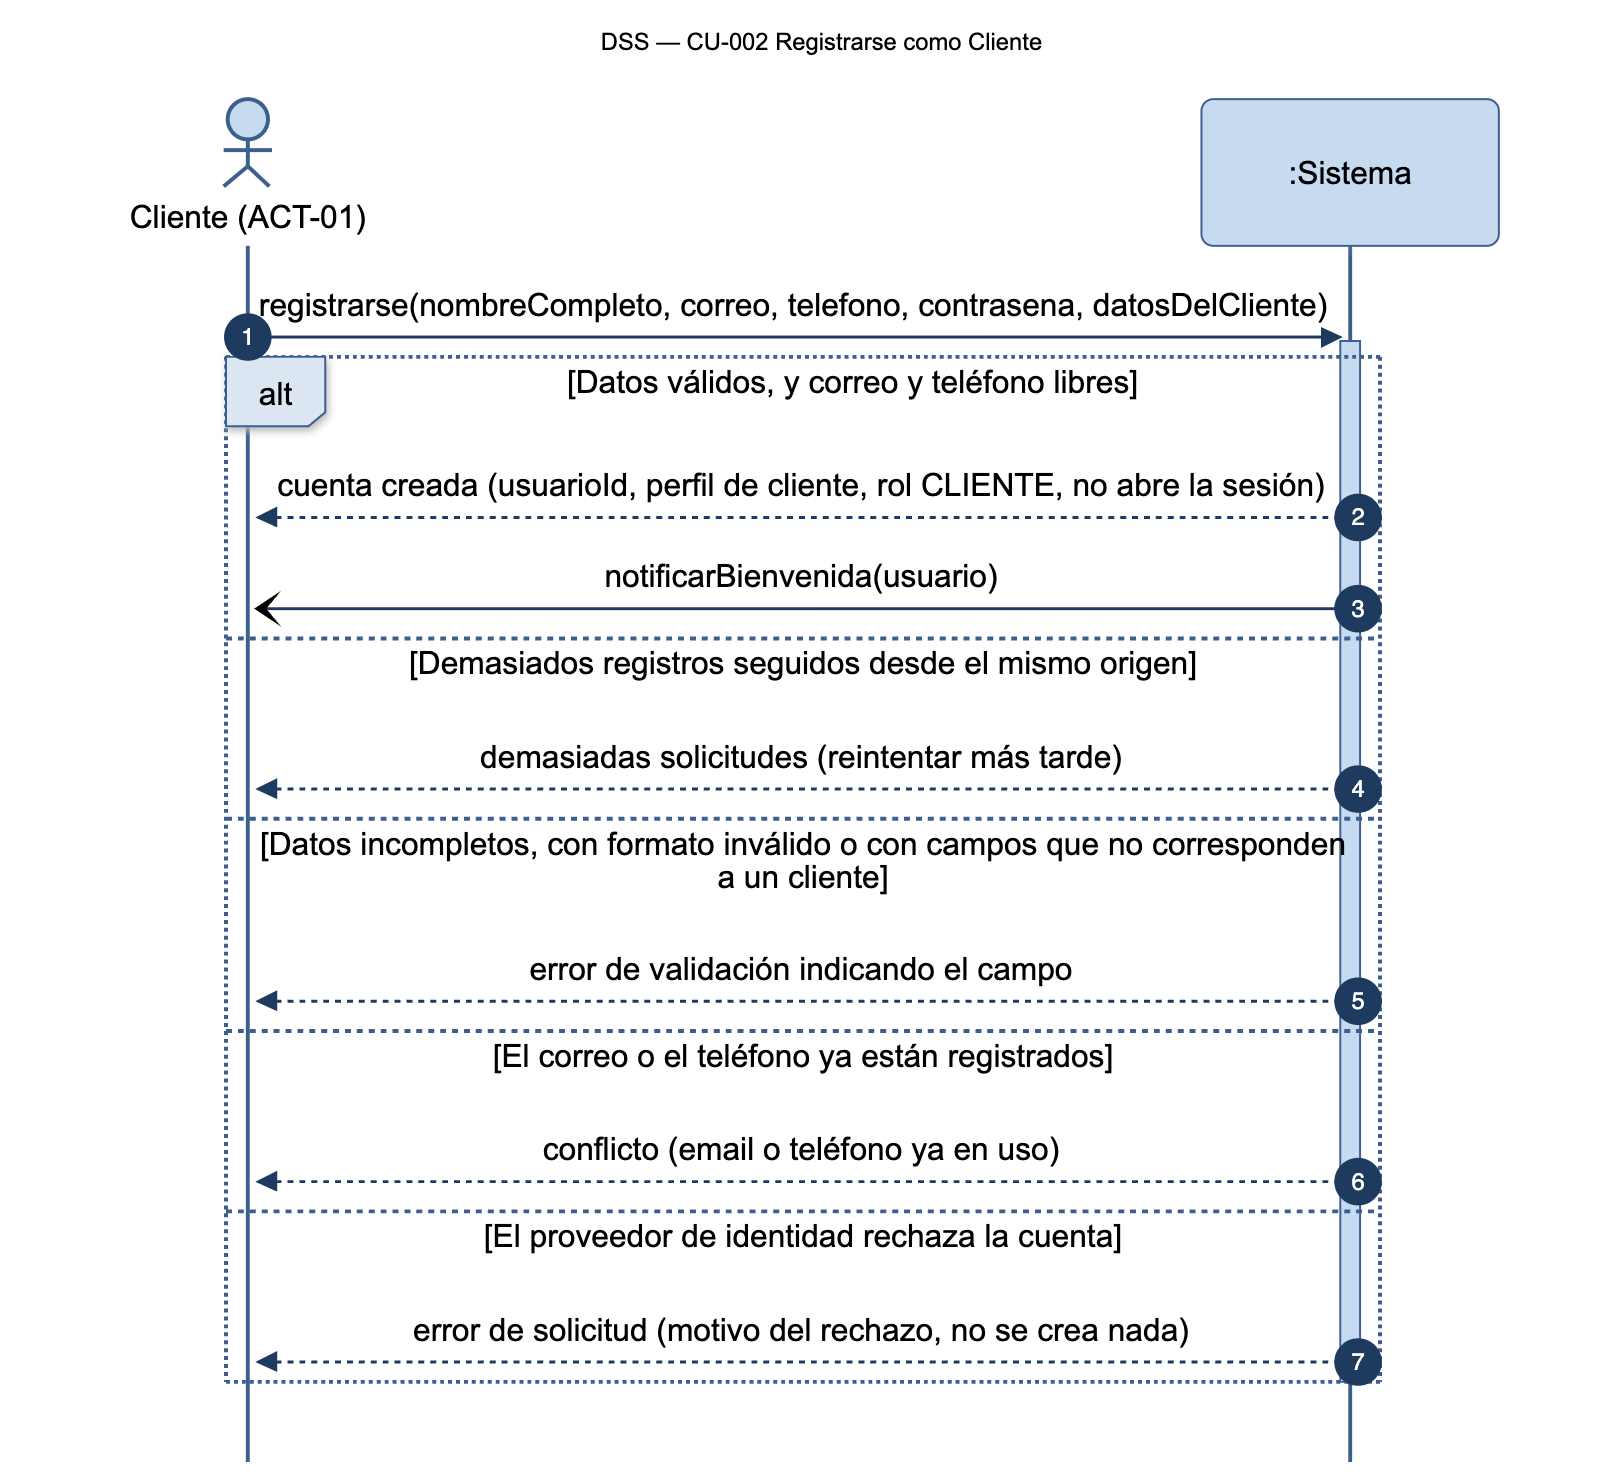 DSS — CU-002 Registrarse como Cliente
:Sistema
Cliente (ACT-01)
registrarse(nombreCompleto, correo, telefono, contrasena, datosDelCliente)
1
alt
[Datos válidos, y correo y teléfono libres]
cuenta creada (usuarioId, perfil de cliente, rol CLIENTE, no abre la sesión)
2
notificarBienvenida(usuario)
3
[Demasiados registros seguidos desde el mismo origen]
demasiadas solicitudes (reintentar más tarde)
4
[Datos incompletos, con formato inválido o con campos que no corresponden
a un cliente]
error de validación indicando el campo
5
[El correo o el teléfono ya están registrados]
conflicto (email o teléfono ya en uso)
6
[El proveedor de identidad rechaza la cuenta]
error de solicitud (motivo del rechazo, no se crea nada)
7